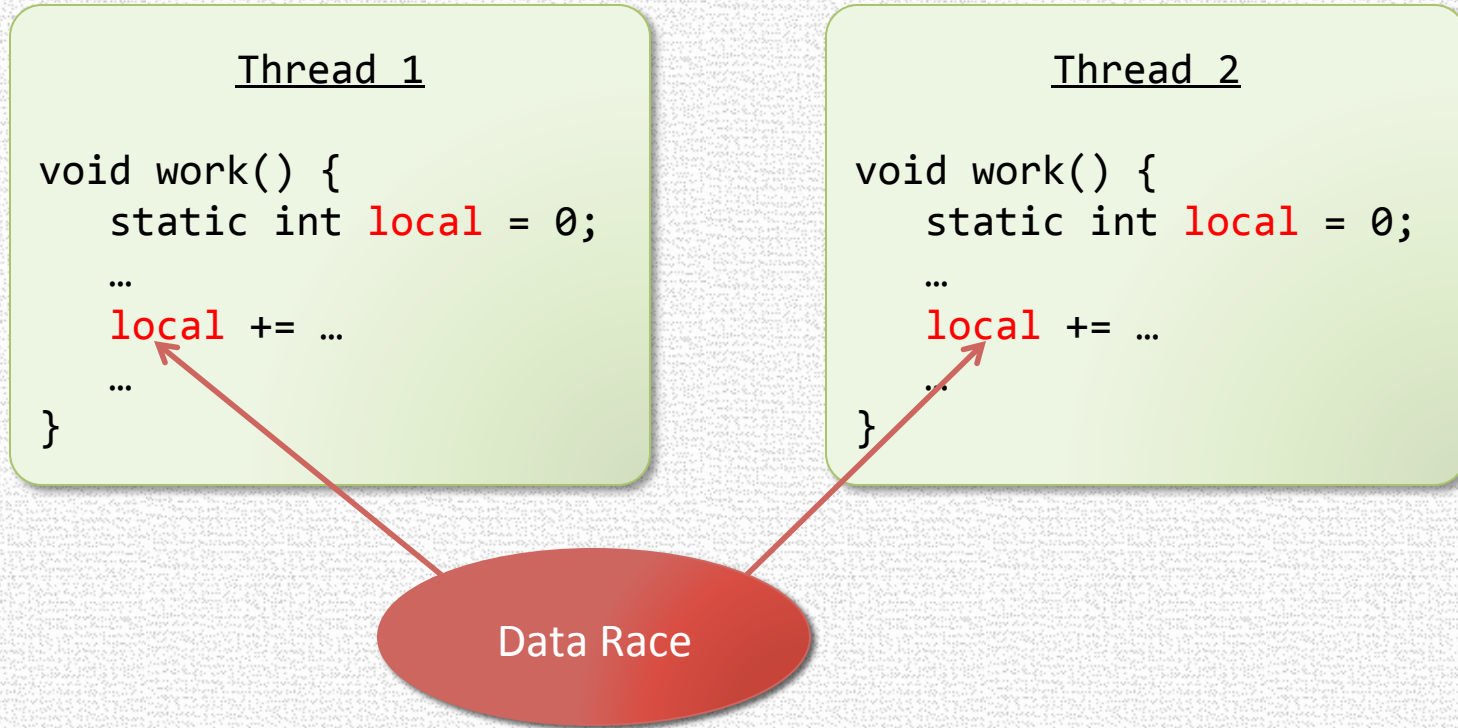 Thread 1
void work() {
   static int local = 0;
   …
   local += …
   …
}
Thread 2
void work() {
   static int local = 0;
   …
   local += …
   …
}
Data Race